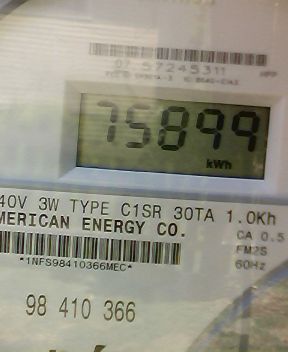 07 57245311
75899
kWh
40V 3W TYPE C1SR 30TA 1.0Kh
MERICAN ENERGY CO.
CA 0.5
FM2S
*1NFS98410366MEC*
60Hz
98 410 366